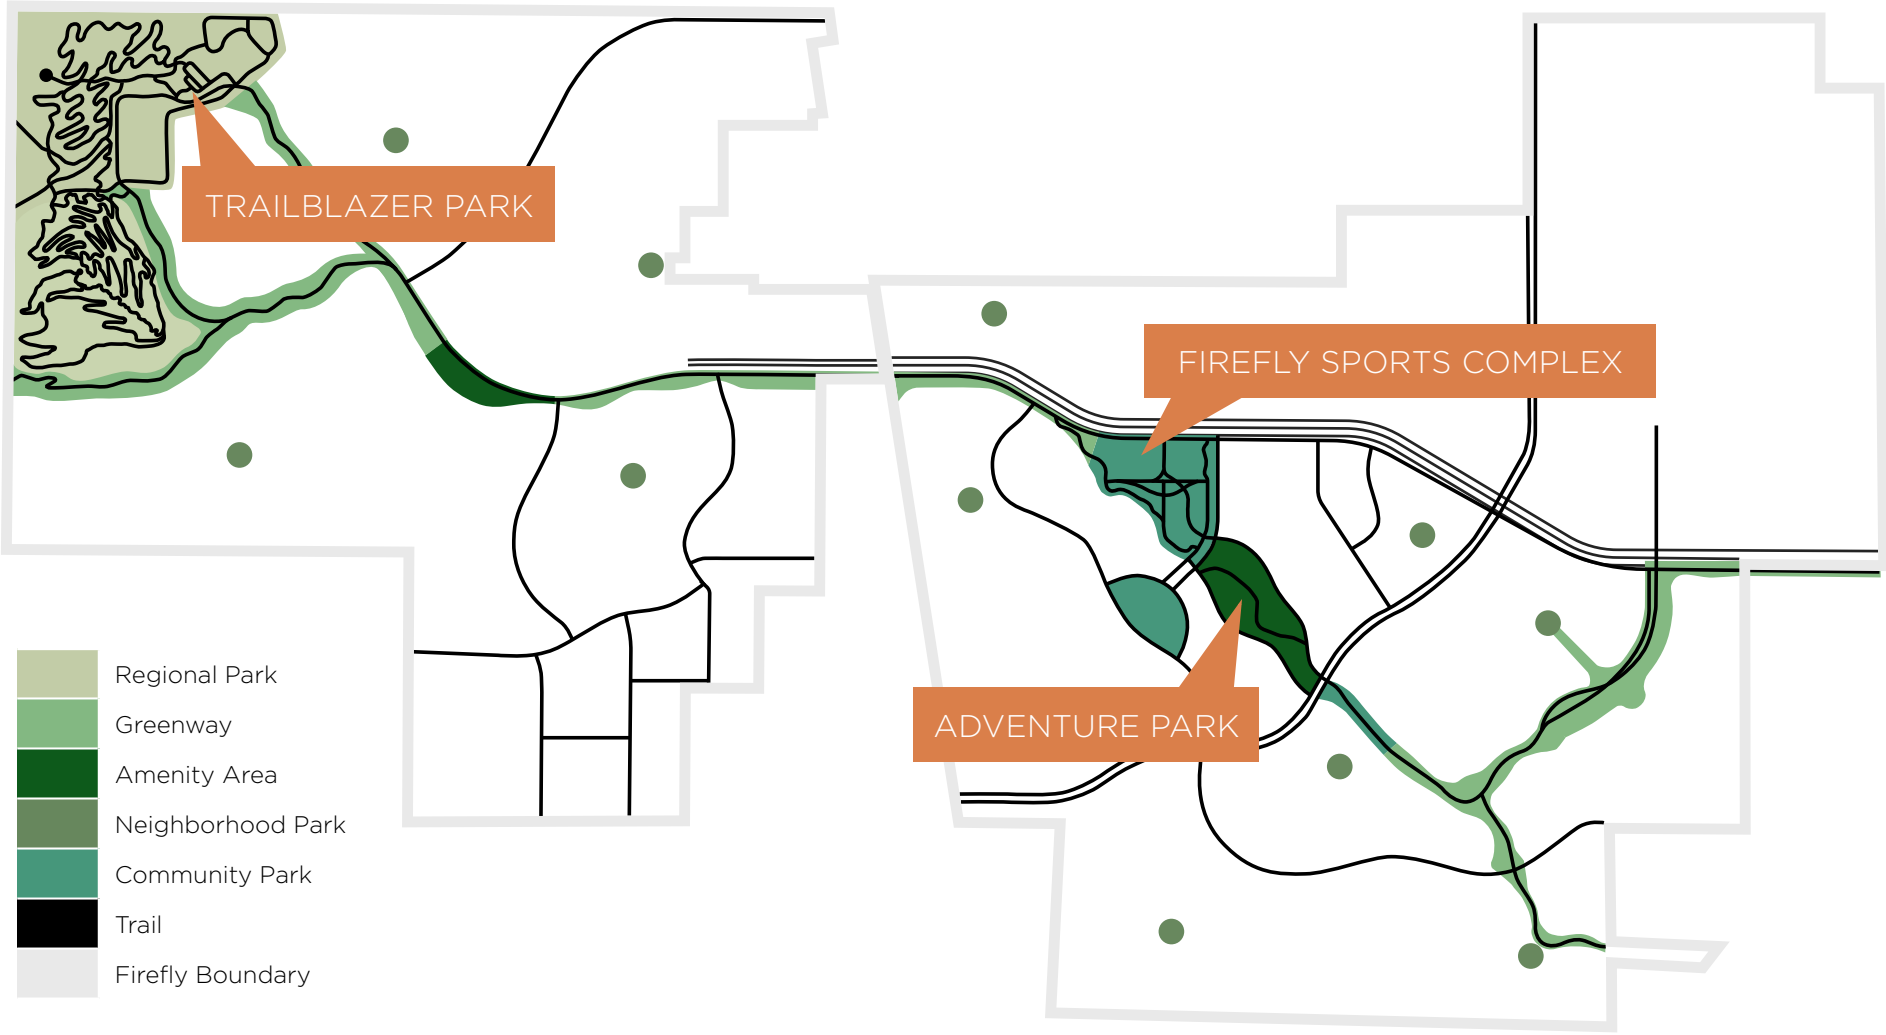 TRAILBLAZER PARK
FIREFLY SPORTS COMPLEX
ADVENTURE PARK
Regional Park
Greenway
Amenity Area
Neighborhood Park
Community Park
Trail
Firefly Boundary